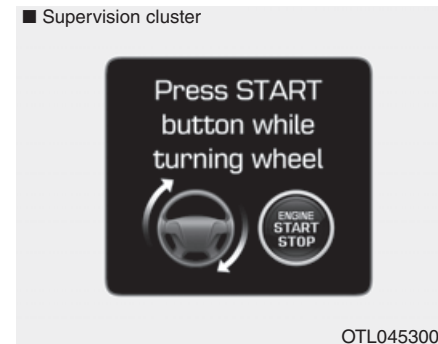 ■ Supervision cluster
Press START
button while
turning wheel
ENGINE
START
STOP
OTL045300